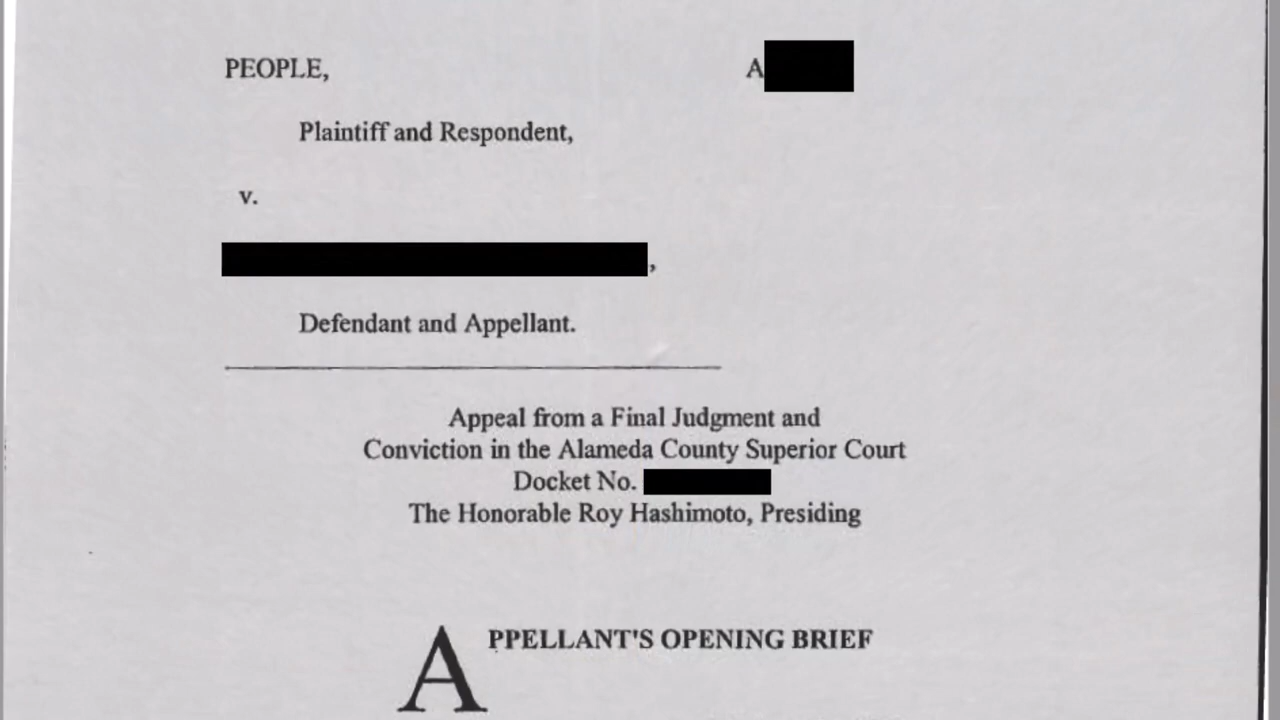 PEOPLE, A
Plaintiff and Respondent,
v.
,
Defendant and Appellant.
Appeal from a Final Judgment and
Conviction in the Alameda County Superior Court
Docket No.
The Honorable Roy Hashimoto, Presiding
APPELLANT'S OPENING BRIEF